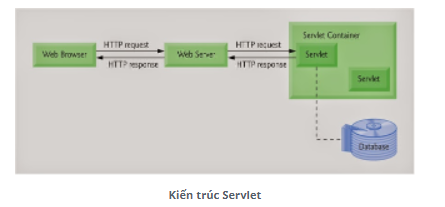 Servlet Container
HTTP request
HTTP request
Web Browser
Web Server
Servlet
HTTP response
HTTP response
Servlet
Database
Kiến trúc Servlet